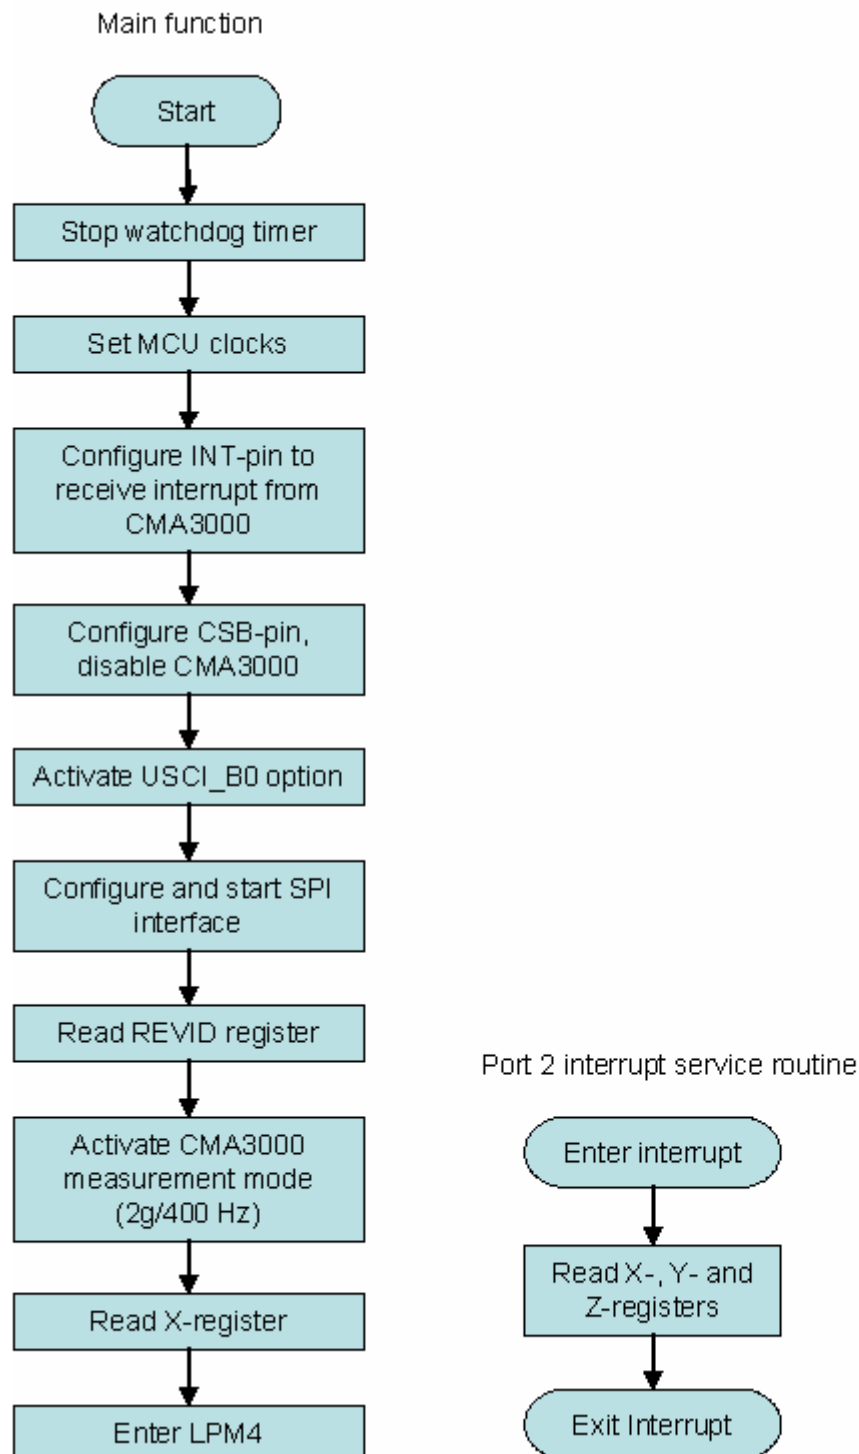 Main function
Start
Stop watchdog timer
Set MCU clocks
Configure INT-pin to
receive interrupt from
CMA3000
Configure CSB-pin,
disable CMA3000
Activate USCI_B0 option
Configure and start SPI
interface
Read REVID register
Activate CMA3000
measurement mode
(2g/400 Hz)
Read X-register
Enter LPM4
Port 2 interrupt service routine
Enter interrupt
Read X-, Y- and
Z-registers
Exit Interrupt